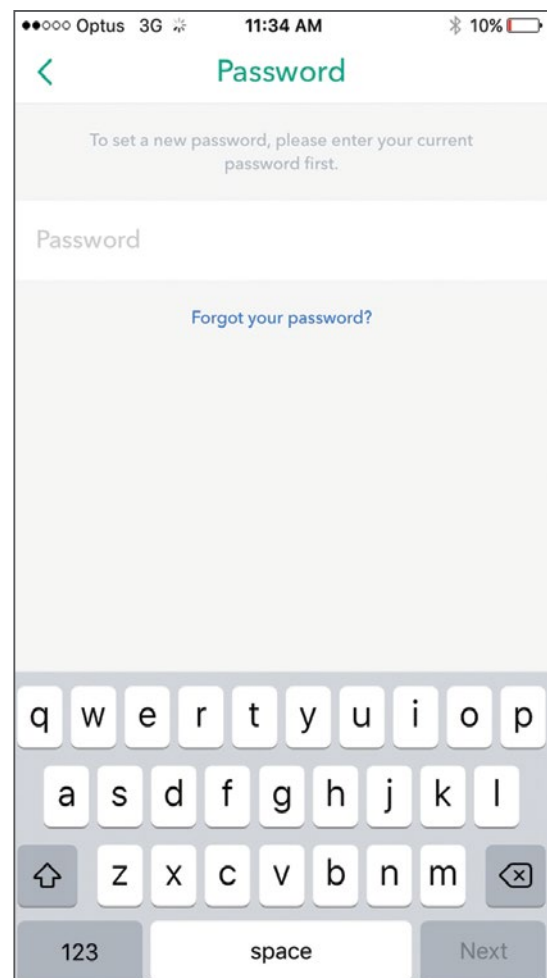 Optus 3G 11:34 AM 10%
Password
To set a new password, please enter your current
password first.
Password
Forgot your password?
q w e r t y u i o p
a s d f g h j k l
z x c v b n m
123 space Next